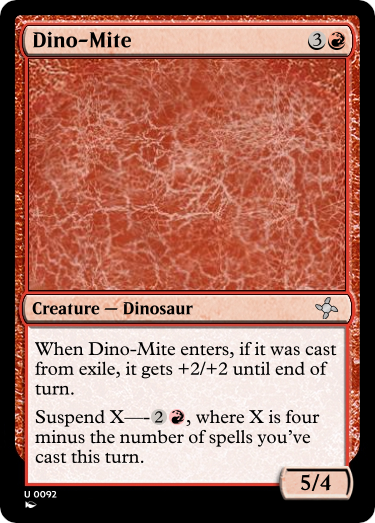 Dino-Mite 3
Creature — Dinosaur
When Dino-Mite enters, if it was cast
from exile, it gets +2/+2 until end of
turn.
Suspend X—-2, where X is four
minus the number of spells you've
cast this turn.
5/4
U 0092